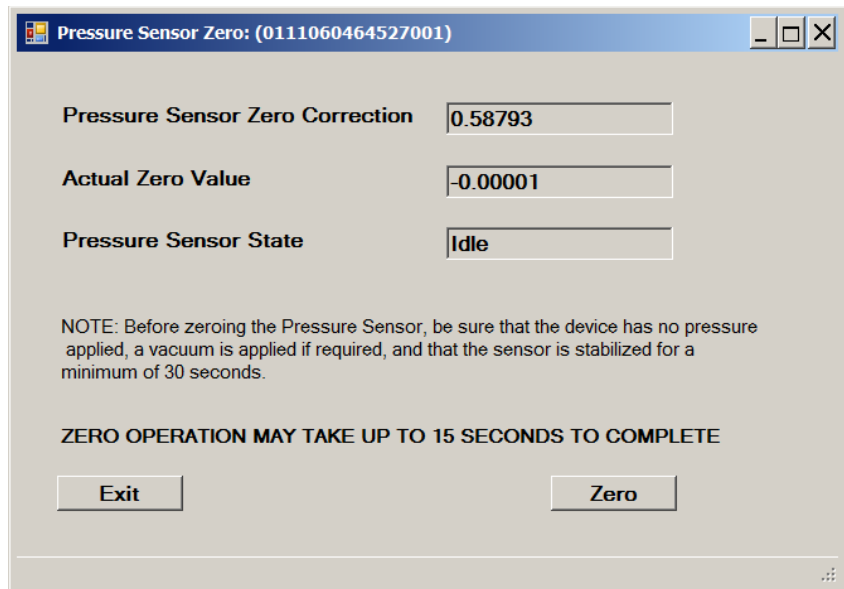 Pressure Sensor Zero: (0111060464527001)
Pressure Sensor Zero Correction 0.58793
Actual Zero Value -0.00001
Pressure Sensor State Idle
NOTE: Before zeroing the Pressure Sensor, be sure that the device has no pressure
applied, a vacuum is applied if required, and that the sensor is stabilized for a
minimum of 30 seconds.
ZERO OPERATION MAY TAKE UP TO 15 SECONDS TO COMPLETE
Exit Zero